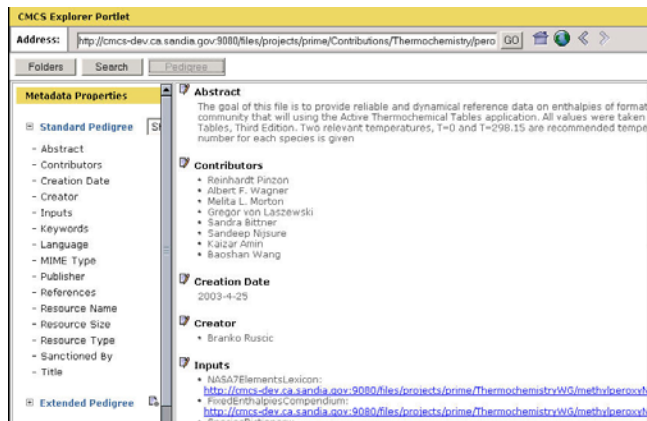 CMCS Explorer Portlet
Address: http://cmcs-dev.ca.sandia.gov:9080/files/projects/prime/Contributions/Thermochemistry/pero GO
Folders Search Pedigree
Metadata Properties
Standard Pedigree
- Abstract
- Contributors
- Creation Date
- Creator
- Inputs
- Keywords
- Language
- MIME Type
- Publisher
- References
- Resource Name
- Resource Size
- Resource Type
- Sanctioned By
- Title
Extended Pedigree
Abstract
The goal of this file is to provide reliable and dynamical reference data on enthalpies of format
community that will using the Active Thermochemical Tables application. All values were taken
Tables, Third Edition. Two relevant temperatures, T=0 and T=298.15 are recommended tempe
number for each species is given
Contributors
• Reinhardt Pinzon
• Albert F. Wagner
• Melita L. Morton
• Gregor von Laszewski
• Sandra Bittner
• Sandeep Nijsure
• Kaizar Amin
• Baoshan Wang
Creation Date
2003-4-25
Creator
• Branko Ruscic
Inputs
• NASA7ElementsLexicon:
http://cmcs-dev.ca.sandia.gov:9080/files/projects/prime/ThermochemistryWG/methylperoxyN
• FixedEnthalpiesCompendium:
http://cmcs-dev.ca.sandia.gov:9080/files/projects/prime/ThermochemistryWG/methylperoxyN